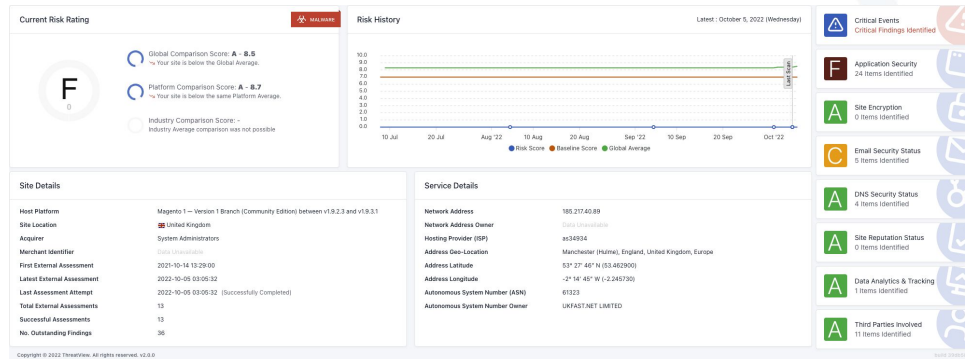 Current Risk Rating
MALWARE
F
0
Global Comparison Score: A - 8.5
Your site is below the Global Average.
Platform Comparison Score: A - 8.7
Your site is below the same Platform Average.
Industry Comparison Score: -
Industry Average comparison was not possible
Risk History
Latest : October 5, 2022 (Wednesday)
10.0
9.0
8.0
7.0
6.0
5.0
4.0
3.0
2.0
1.0
0.0
Last Scan
10 Jul 20 Jul Aug '22 10 Aug 20 Aug Sep '22 10 Sep 20 Sep Oct '22
Risk Score Baseline Score Global Average
Site Details
Host Platform Magento 1 — Version 1 Branch (Community Edition) between v1.9.2.3 and v1.9.3.1
Site Location United Kingdom
Acquirer System Administrators
Merchant Identifier Data Unavailable
First External Assessment 2021-10-14 13:29:00
Latest External Assessment 2022-10-05 03:05:32
Last Assessment Attempt 2022-10-05 03:05:32 (Successfully Completed)
Total External Assessments 13
Successful Assessments 13
No. Outstanding Findings 36
Service Details
Network Address 185.217.40.89
Network Address Owner Data Unavailable
Hosting Provider (ISP) as34934
Address Geo-Location Manchester (Hulme), England, United Kingdom, Europe
Address Latitude 53° 27' 46" N (53.462900)
Address Longitude -2° 14' 45" W (-2.245730)
Autonomous System Number (ASN) 61323
Autonomous System Number Owner UKFAST.NET LIMITED
Critical Events
Critical Findings Identified
F
Application Security
24 Items Identified
A
Site Encryption
0 Items Identified
C
Email Security Status
5 Items Identified
A
DNS Security Status
4 Items Identified
A
Site Reputation Status
0 Items Identified
A
Data Analytics & Tracking
1 Items Identified
A
Third Parties Involved
11 Items Identified
Copyright © 2022 ThreatView. All rights reserved. v2.0.0